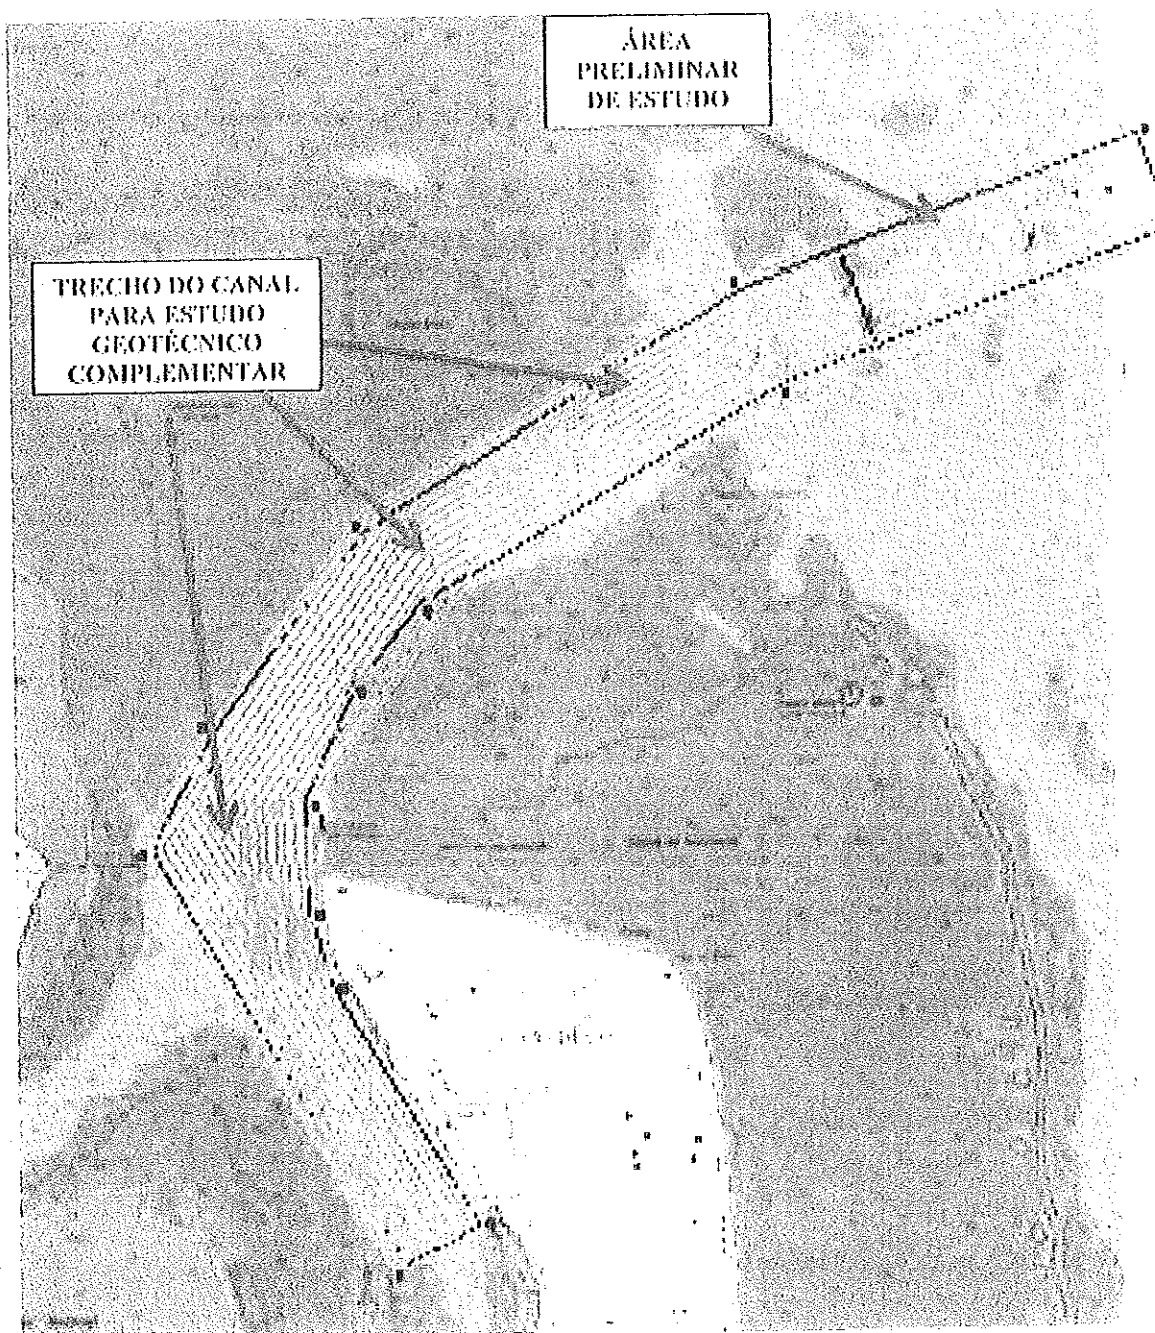 ÁREA
PRELIMINAR
DE ESTUDO
TRECHO DO CANAL
PARA ESTUDO
GEOTÉCNICO
COMPLEMENTAR